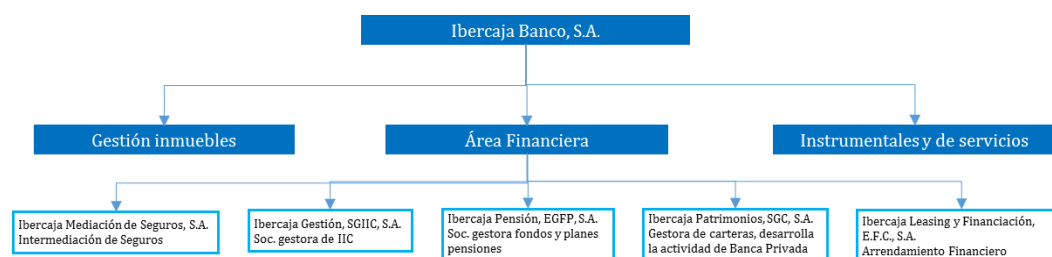 Ibercaja Banco, S.A.
Gestión inmuebles
Área Financiera
Instrumentales y de servicios
Ibercaja Mediación de Seguros, S.A.
Intermediación de Seguros
Ibercaja Gestión, SGIIC, S.A.
Soc. gestora de IIC
Ibercaja Pensión, EGFP, S.A.
Soc. gestora fondos y planes
pensiones
Ibercaja Patrimonios, SGC, S.A.
Gestora de carteras, desarrolla
la actividad de Banca Privada
Ibercaja Leasing y Financiación,
E.F.C., S.A.
Arrendamiento Financiero